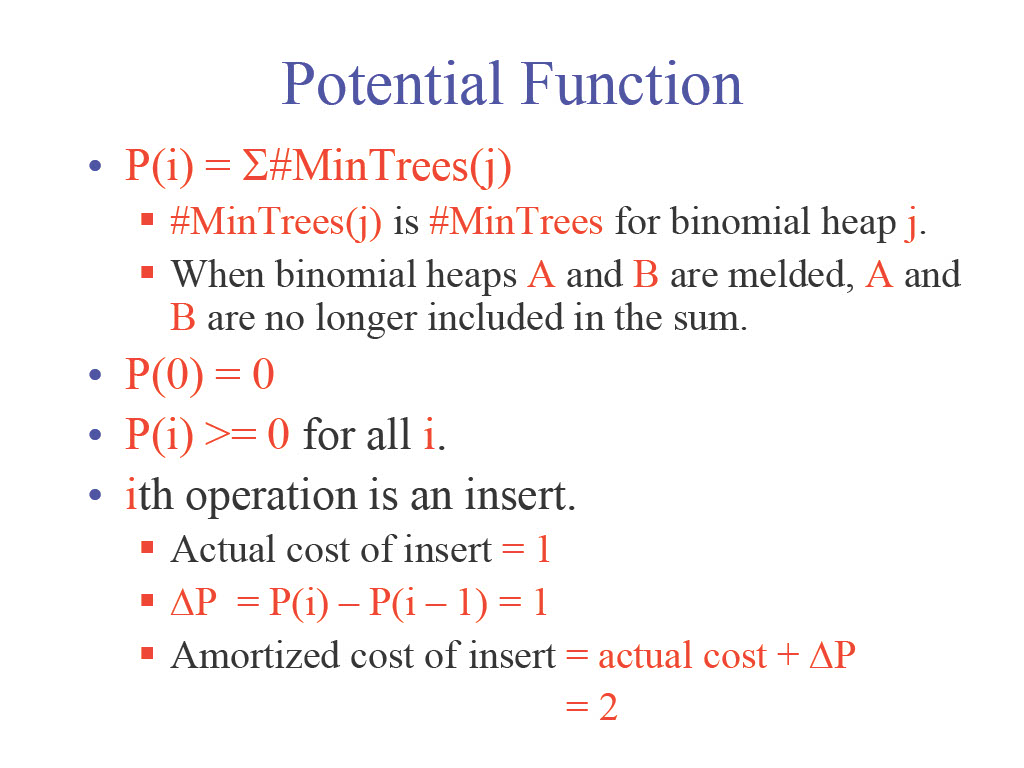 Potential Function
• P(i) = Σ#MinTrees(j)
▪ #MinTrees(j) is #MinTrees for binomial heap j.
▪ When binomial heaps A and B are melded, A and
B are no longer included in the sum.
• P(0) = 0
• P(i) >= 0 for all i.
• ith operation is an insert.
▪ Actual cost of insert = 1
▪ ΔP = P(i) – P(i – 1) = 1
▪ Amortized cost of insert = actual cost + ΔP
= 2